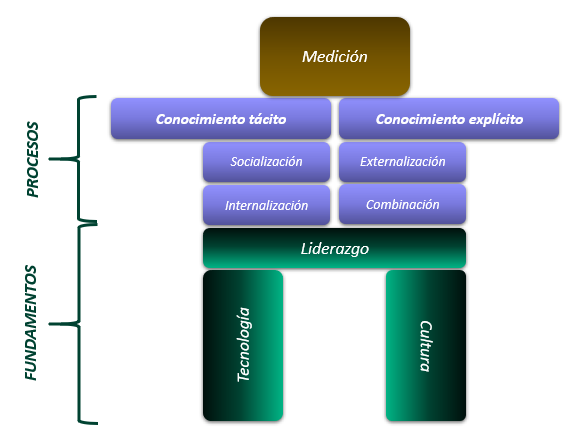 Medición
PROCESOS
Conocimiento tácito
Conocimiento explícito
Socialización
Externalización
Internalización
Combinación
FUNDAMENTOS
Liderazgo
Tecnología
Cultura